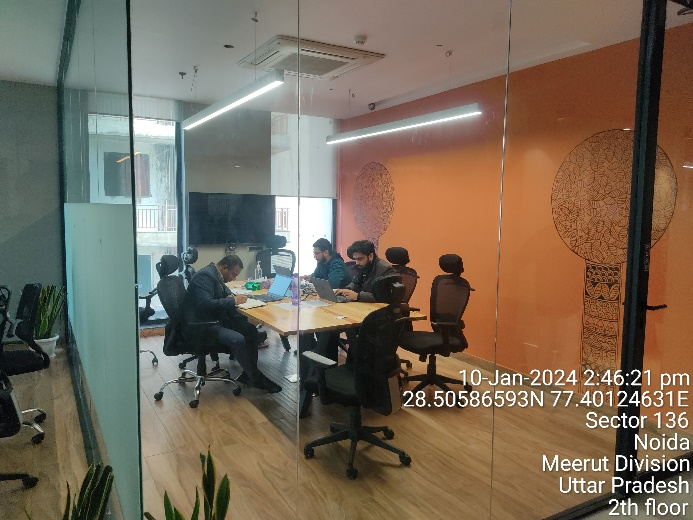 10-Jan-2024 2:46:21 pm
28.50586593N 77.40124631E
Sector 136
Noida
Meerut Division
Uttar Pradesh
2th floor